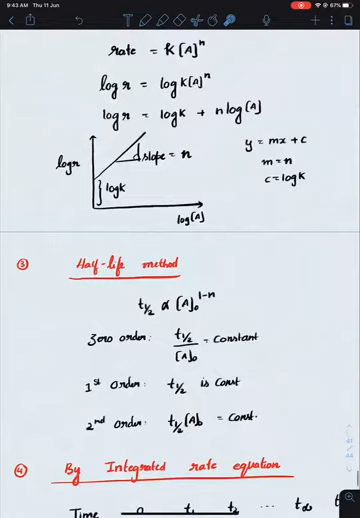 9:43 AM Thu 11 Jun
67%
rate = K[A]ⁿ
log r = log K[A]ⁿ
log r = log K + n log [A]
y = mx + c
m = n
c = log K
log r
slope = n
log K
log [A]
③ Half-life method
t₁/₂ ∝ [A]₀¹⁻ⁿ
Zero order: t₁/₂ / [A]₀ = Constant
1st Order: t₁/₂ is Const
2nd Order: t₁/₂ [A]₀ = Const.
④ By Integrated rate equation
Time 0 t₁ t₂ ... t∞